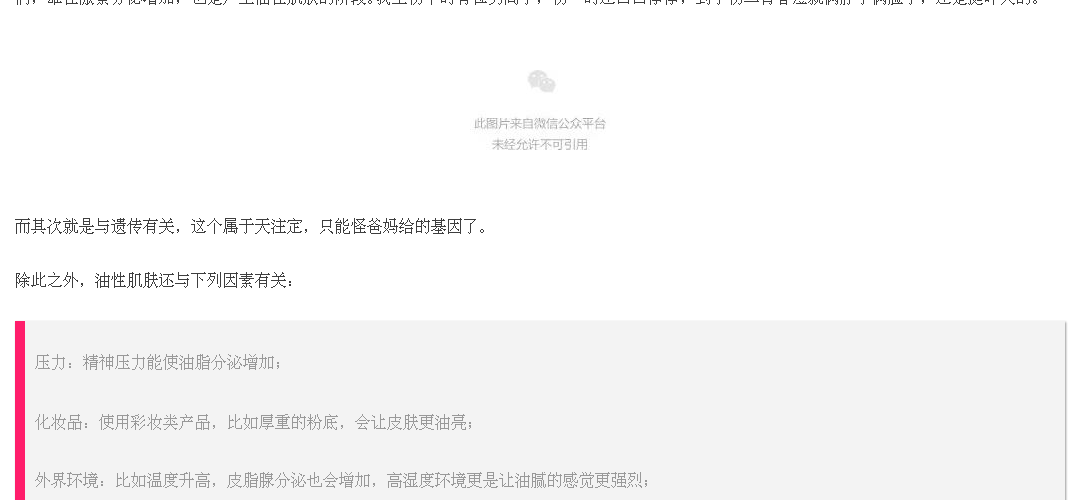 此图片来自微信公众平台
未经允许不可引用
而其次就是与遗传有关，这个属于天注定，只能怪爸妈给的基因了。
除此之外，油性肌肤还与下列因素有关：
压力：精神压力能使油脂分泌增加；
化妆品：使用彩妆类产品，比如厚重的粉底，会让皮肤更油亮；
外界环境：比如温度升高，皮脂腺分泌也会增加，高湿度环境更是让油腻的感觉更强烈；